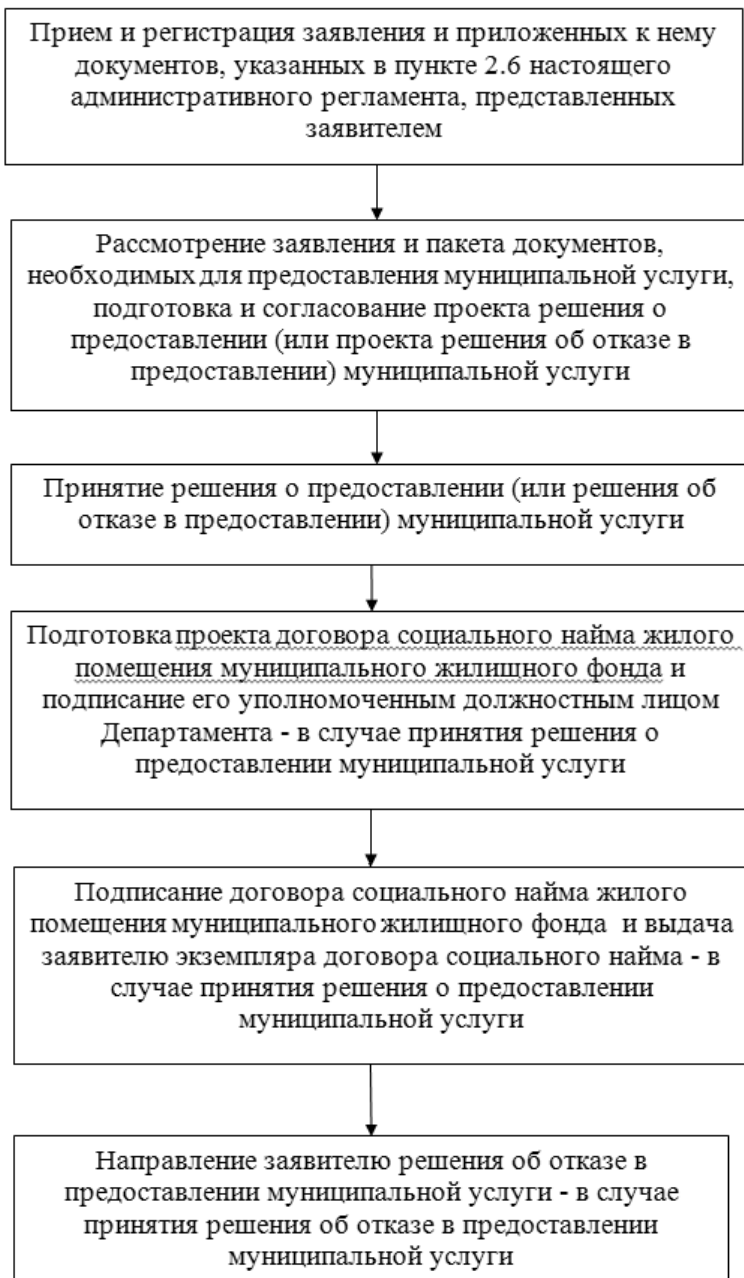 Прием и регистрация заявления и приложенных к нему
документов, указанных в пункте 2.6 настоящего
административного регламента, представленных
заявителем
Рассмотрение заявления и пакета документов,
необходимых для предоставления муниципальной услуги,
подготовка и согласование проекта решения о
предоставлении (или проекта решения об отказе в
предоставлении) муниципальной услуги
Принятие решения о предоставлении (или решения об
отказе в предоставлении) муниципальной услуги
Подготовка проекта договора социального найма жилого
помещения муниципального жилищного фонда и
подписание его уполномоченным должностным лицом
Департамента - в случае принятия решения о
предоставлении муниципальной услуги
Подписание договора социального найма жилого
помещения муниципального жилищного фонда и выдача
заявителю экземпляра договора социального найма - в
случае принятия решения о предоставлении
муниципальной услуги
Направление заявителю решения об отказе в
предоставлении муниципальной услуги - в случае
принятия решения об отказе в предоставлении
муниципальной услуги